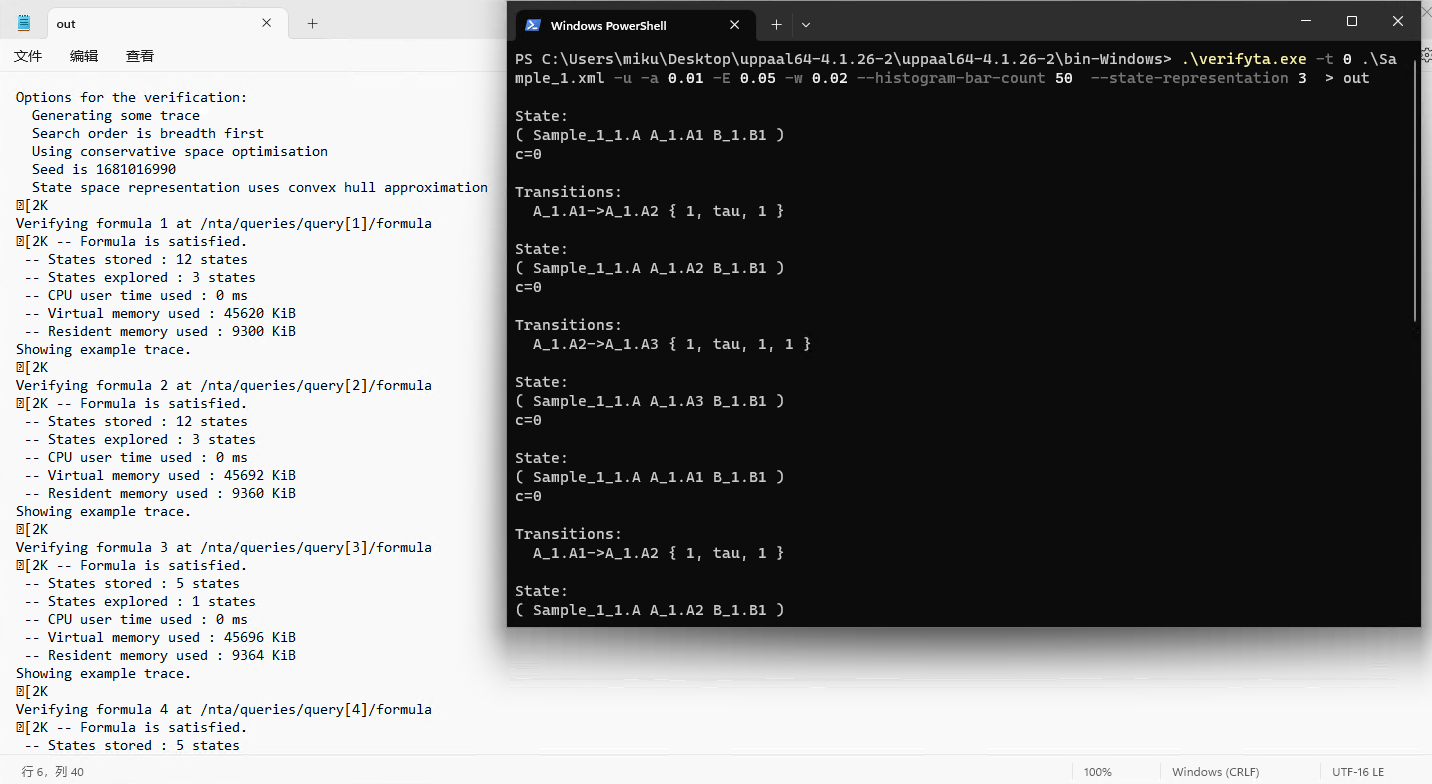 out
文件 编辑 查看
Options for the verification:
  Generating some trace
  Search order is breadth first
  Using conservative space optimisation
  Seed is 1681016990
  State space representation uses convex hull approximation
[2K
Verifying formula 1 at /nta/queries/query[1]/formula
[2K -- Formula is satisfied.
 -- States stored : 12 states
 -- States explored : 3 states
 -- CPU user time used : 0 ms
 -- Virtual memory used : 45620 KiB
 -- Resident memory used : 9300 KiB
Showing example trace.
[2K
Verifying formula 2 at /nta/queries/query[2]/formula
[2K -- Formula is satisfied.
 -- States stored : 12 states
 -- States explored : 3 states
 -- CPU user time used : 0 ms
 -- Virtual memory used : 45692 KiB
 -- Resident memory used : 9360 KiB
Showing example trace.
[2K
Verifying formula 3 at /nta/queries/query[3]/formula
[2K -- Formula is satisfied.
 -- States stored : 5 states
 -- States explored : 1 states
 -- CPU user time used : 0 ms
 -- Virtual memory used : 45696 KiB
 -- Resident memory used : 9364 KiB
Showing example trace.
[2K
Verifying formula 4 at /nta/queries/query[4]/formula
[2K -- Formula is satisfied.
 -- States stored : 5 states
行 6，列 40
100%
Windows (CRLF)
UTF-16 LE
Windows PowerShell
PS C:\Users\miku\Desktop\uppaal64-4.1.26-2\uppaal64-4.1.26-2\bin-Windows> .\verifyta.exe -t 0 .\Sa
mple_1.xml -u -a 0.01 -E 0.05 -w 0.02 --histogram-bar-count 50  --state-representation 3  > out
State:
( Sample_1_1.A A_1.A1 B_1.B1 )
c=0
Transitions:
  A_1.A1->A_1.A2 { 1, tau, 1 }
State:
( Sample_1_1.A A_1.A2 B_1.B1 )
c=0
Transitions:
  A_1.A2->A_1.A3 { 1, tau, 1, 1 }
State:
( Sample_1_1.A A_1.A3 B_1.B1 )
c=0
State:
( Sample_1_1.A A_1.A1 B_1.B1 )
c=0
Transitions:
  A_1.A1->A_1.A2 { 1, tau, 1 }
State:
( Sample_1_1.A A_1.A2 B_1.B1 )